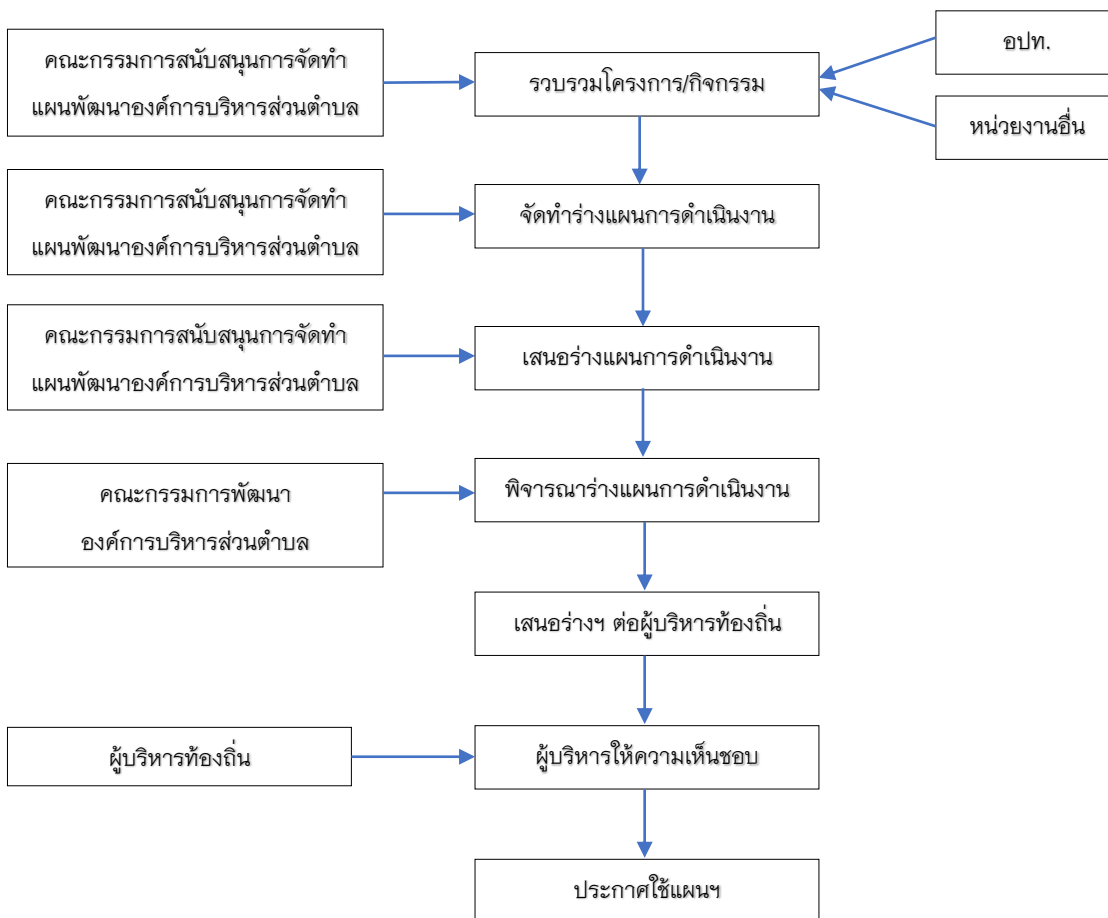 คณะกรรมการสนับสนุนการจัดทำ
แผนพัฒนาองค์การบริหารส่วนตำบล
รวบรวมโครงการ/กิจกรรม
อปท.
หน่วยงานอื่น
คณะกรรมการสนับสนุนการจัดทำ
แผนพัฒนาองค์การบริหารส่วนตำบล
จัดทำร่างแผนการดำเนินงาน
คณะกรรมการสนับสนุนการจัดทำ
แผนพัฒนาองค์การบริหารส่วนตำบล
เสนอร่างแผนการดำเนินงาน
คณะกรรมการพัฒนา
องค์การบริหารส่วนตำบล
พิจารณาร่างแผนการดำเนินงาน
เสนอร่างฯ ต่อผู้บริหารท้องถิ่น
ผู้บริหารท้องถิ่น
ผู้บริหารให้ความเห็นชอบ
ประกาศใช้แผนฯ